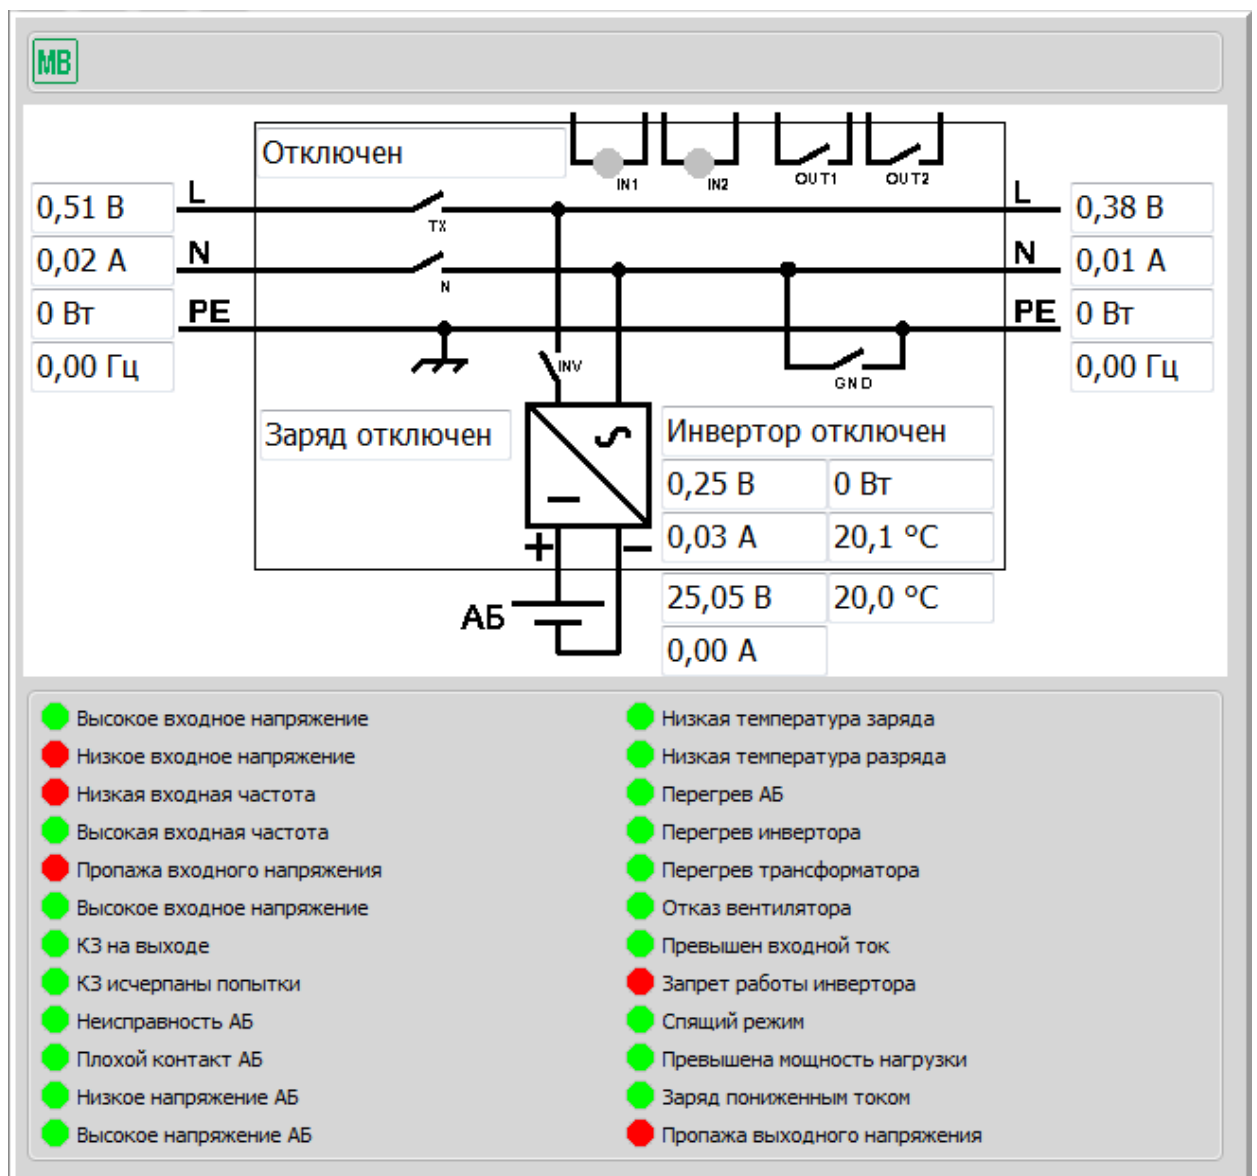 MB
Отключен
IN1 IN2 OUT1 OUT2
0,51 В L TX L 0,38 В
0,02 А N N N 0,01 А
0 Вт PE PE 0 Вт
0,00 Гц INV GND 0,00 Гц
Заряд отключен Инвертор отключен
0,25 В 0 Вт
0,03 А 20,1 °C
+ −
25,05 В 20,0 °C
АБ
0,00 А
Высокое входное напряжение
Низкое входное напряжение
Низкая входная частота
Высокая входная частота
Пропажа входного напряжения
Высокое входное напряжение
КЗ на выходе
КЗ исчерпаны попытки
Неисправность АБ
Плохой контакт АБ
Низкое напряжение АБ
Высокое напряжение АБ
Низкая температура заряда
Низкая температура разряда
Перегрев АБ
Перегрев инвертора
Перегрев трансформатора
Отказ вентилятора
Превышен входной ток
Запрет работы инвертора
Спящий режим
Превышена мощность нагрузки
Заряд пониженным током
Пропажа выходного напряжения